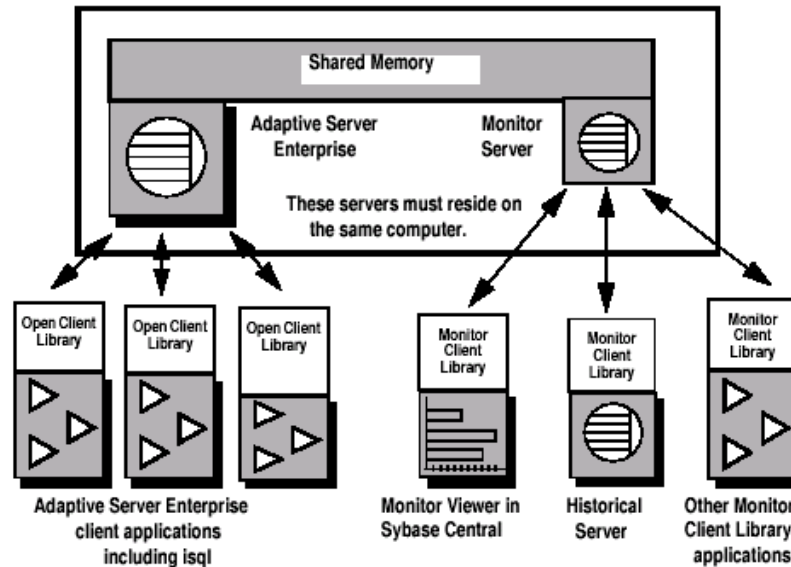 Shared Memory
Adaptive Server
Enterprise
Monitor
Server
These servers must reside on
the same computer.
Open Client
Library
Open Client
Library
Open Client
Library
Monitor
Client
Library
Monitor
Client
Library
Monitor
Client
Library
Adaptive Server Enterprise
client applications
including isql
Monitor Viewer in
Sybase Central
Historical
Server
Other Monitor
Client Library
applications